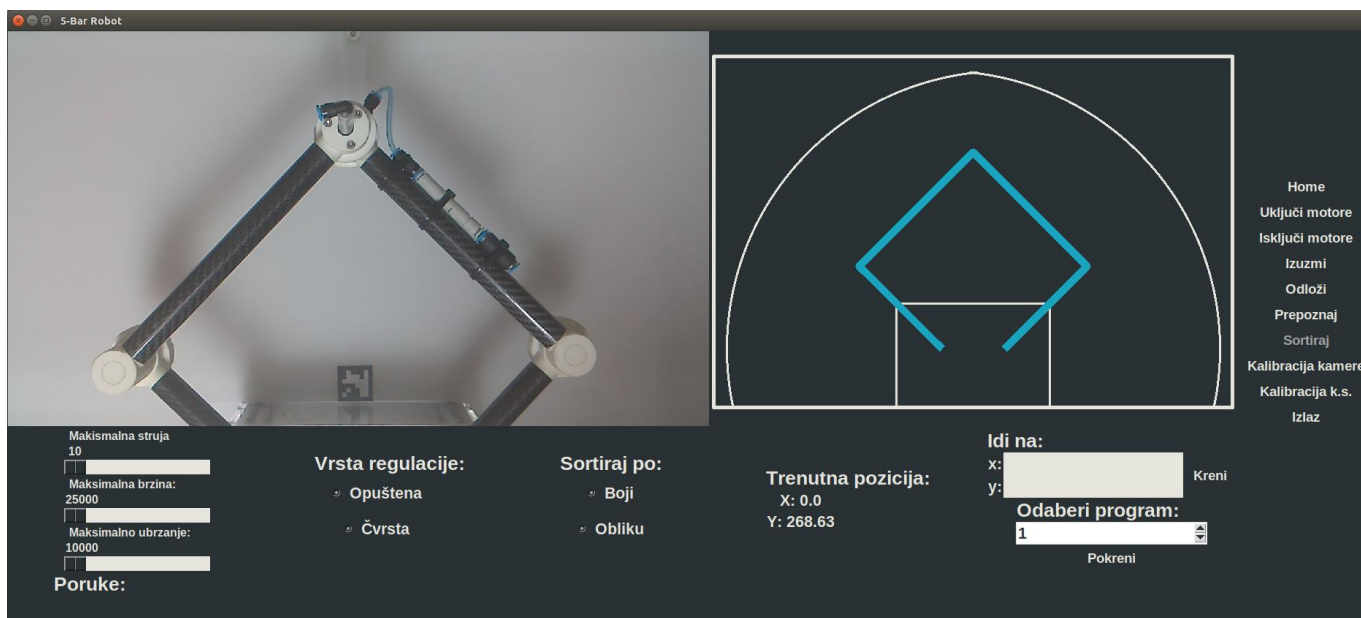 5-Bar Robot
Home
Uključi motore
Isključi motore
Izuzmi
Odloži
Prepoznaj
Sortiraj
Kalibracija kamere
Kalibracija k.s.
Izlaz
Makismalna struja
10
Maksimalna brzina:
25000
Maksimalno ubrzanje:
10000
Poruke:
Vrsta regulacije:
Opuštena
Čvrsta
Sortiraj po:
Boji
Obliku
Trenutna pozicija:
X: 0.0
Y: 268.63
Idi na:
x:
y:
Kreni
Odaberi program:
1
Pokreni